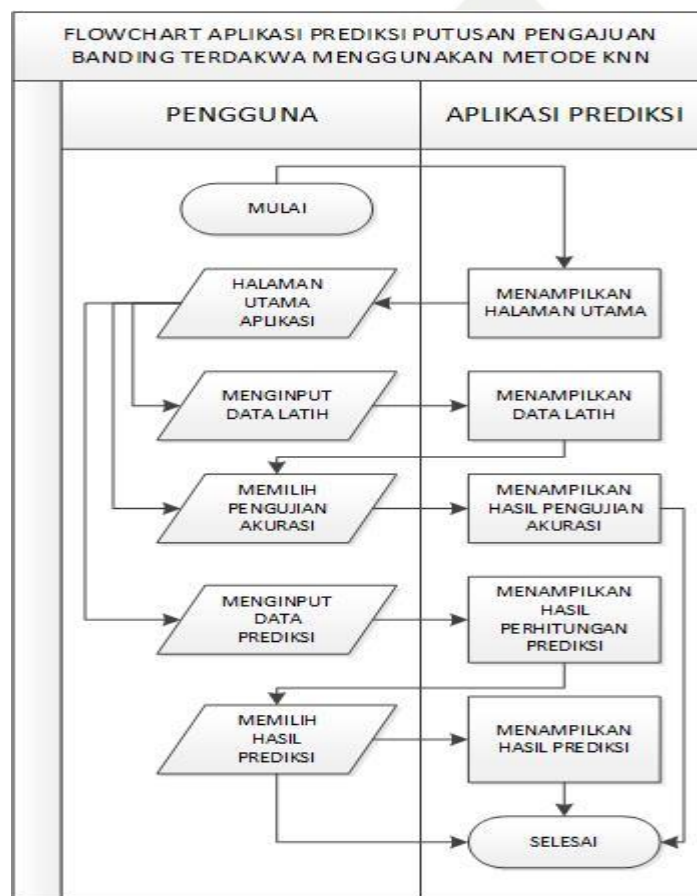 FLOWCHART APLIKASI PREDIKSI PUTUSAN PENGAJUAN
BANDING TERDAKWA MENGGUNAKAN METODE KNN
PENGGUNA
APLIKASI PREDIKSI
MULAI
HALAMAN
UTAMA
APLIKASI
MENAMPILKAN
HALAMAN UTAMA
MENGINPUT
DATA LATIH
MENAMPILKAN
DATA LATIH
MEMILIH
PENGUJIAN
AKURASI
MENAMPILKAN
HASIL PENGUJIAN
AKURASI
MENGINPUT
DATA
PREDIKSI
MENAMPILKAN
HASIL
PERHITUNGAN
PREDIKSI
MEMILIH
HASIL
PREDIKSI
MENAMPILKAN
HASIL PREDIKSI
SELESAI